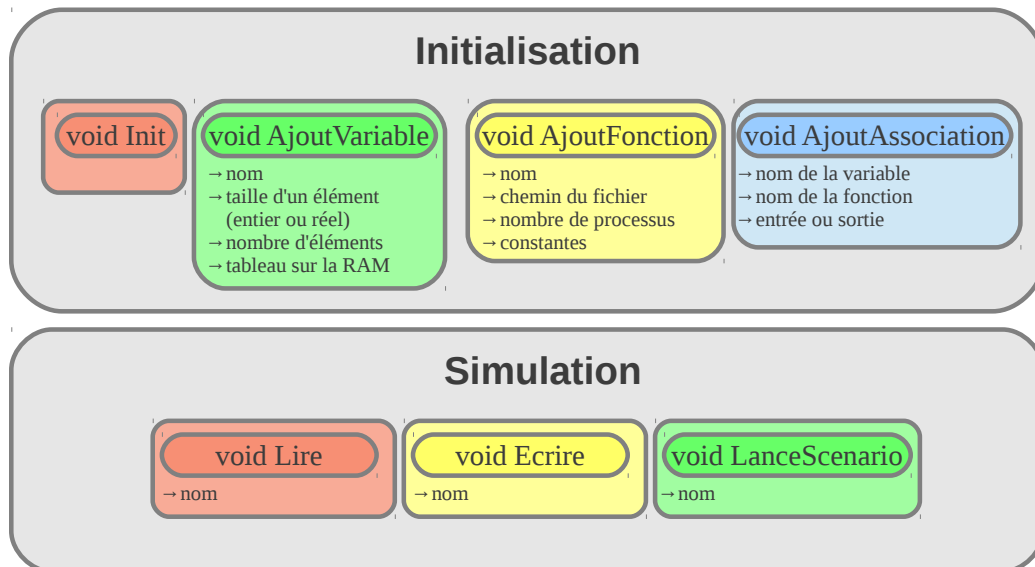 Initialisation
void Init
void AjoutVariable
→nom
→taille d'un élément
(entier ou réel)
→nombre d'éléments
→tableau sur la RAM
void AjoutFonction
→nom
→chemin du fichier
→nombre de processus
→constantes
void AjoutAssociation
→nom de la variable
→nom de la fonction
→entrée ou sortie
Simulation
void Lire
→nom
void Ecrire
→nom
void LanceScenario
→nom